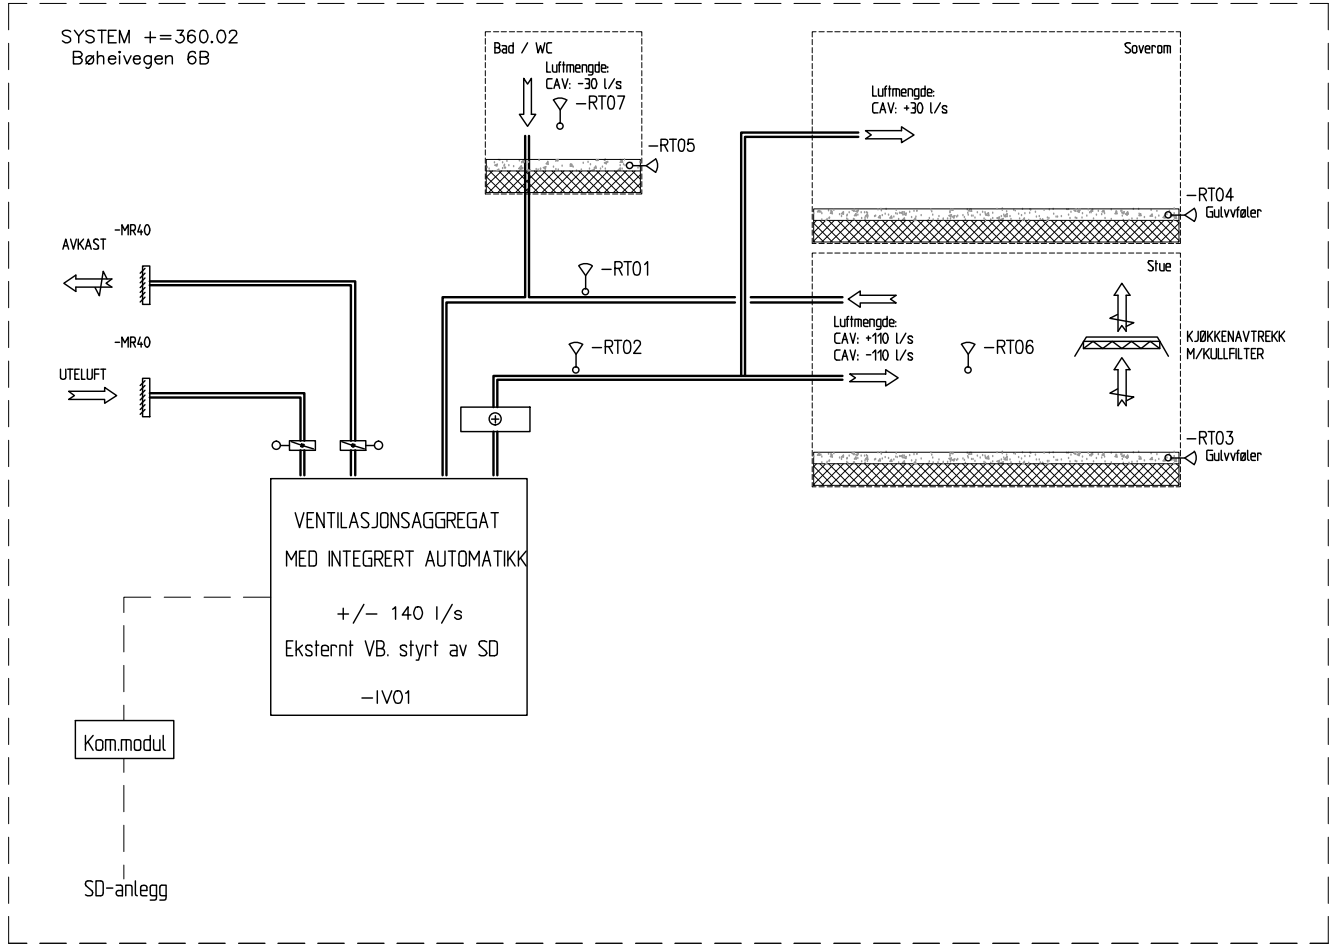 SYSTEM +=360.02
Bøheivegen 6B
Bad / WC
Luftmengde:
CAV: -30 l/s
-RT07
-RT05
Soverom
Luftmengde:
CAV: +30 l/s
-RT04
Gulvvføler
-MR40
AVKAST
-RT01
Stue
Luftmengde:
CAV: +110 l/s
CAV: -110 l/s
KJØKKENAVTREKK
M/KULLFILTER
-MR40
UTELUFT
-RT02
-RT06
-RT03
Gulvvføler
VENTILASJONSAGGREGAT
MED INTEGRERT AUTOMATIKK
+/- 140 l/s
Eksternt VB. styrt av SD
-IV01
Kom.modul
SD-anlegg